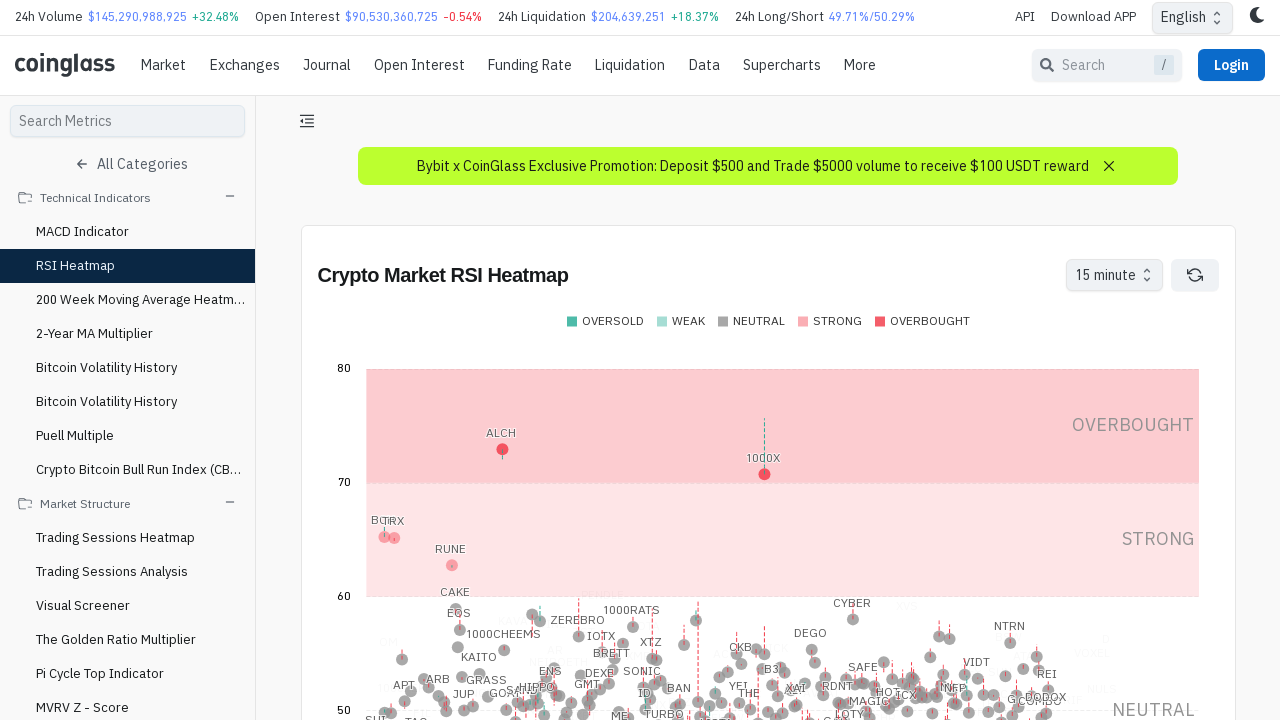 24h Volume $145,290,988,925 +32.48% Open Interest $90,530,360,725 -0.54% 24h Liquidation $204,639,251 +18.37% 24h Long/Short 49.71%/50.29% API Download APP English
coinglass Market Exchanges Journal Open Interest Funding Rate Liquidation Data Supercharts More Search / Login
Search Metrics
All Categories
Technical Indicators
MACD Indicator
RSI Heatmap
200 Week Moving Average Heatm...
2-Year MA Multiplier
Bitcoin Volatility History
Bitcoin Volatility History
Puell Multiple
Crypto Bitcoin Bull Run Index (CB...
Market Structure
Trading Sessions Heatmap
Trading Sessions Analysis
Visual Screener
The Golden Ratio Multiplier
Pi Cycle Top Indicator
MVRV Z - Score
Bybit x CoinGlass Exclusive Promotion: Deposit $500 and Trade $5000 volume to receive $100 USDT reward
Crypto Market RSI Heatmap
15 minute
OVERSOLD WEAK NEUTRAL STRONG OVERBOUGHT
80
OVERBOUGHT
ALCH
1000X
70
TRX
STRONG
RUNE
CAKE
60
CYBER
1000RATS
EOS
ZEREBRO
NTRN
1000CHEEMS
IOTX
DEGO
XTZ
CKB
BRETT
KAITO
VIDT
SAFE
B3
ENS
DEXE
SONIC
REI
ARB
GRASS
APT
HIPPO
GMT
BAN
YEI
XAI
RDNT
JUP
ID
THE
HOT
ICX
MAGIC
50
NEUTRAL
ME
TURBO